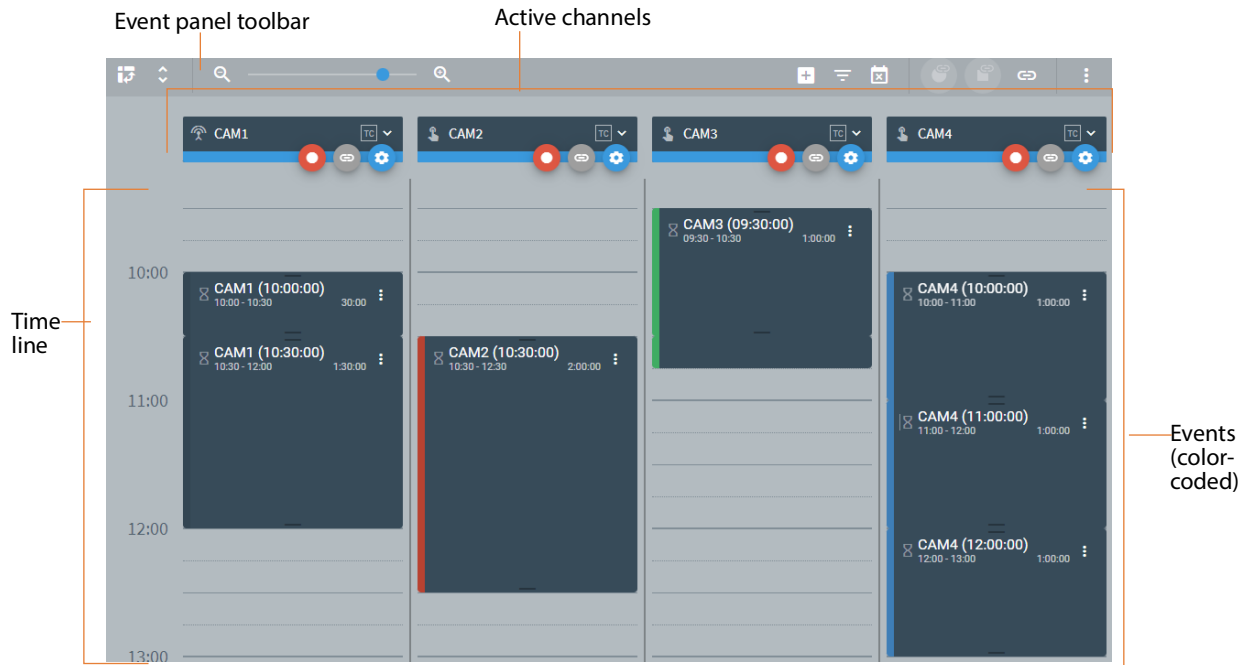 Event panel toolbar
Active channels
CAM1
TC
CAM2
TC
CAM3
TC
CAM4
TC
CAM3 (09:30:00)
09:30 - 10:30 1:00:00
10:00
CAM1 (10:00:00)
10:00 - 10:30 30:00
CAM4 (10:00:00)
10:00 - 11:00 1:00:00
Time
line
CAM1 (10:30:00)
10:30 - 12:00 1:30:00
CAM2 (10:30:00)
10:30 - 12:30 2:00:00
11:00
CAM4 (11:00:00)
11:00 - 12:00 1:00:00
Events
(color-
coded)
12:00
CAM4 (12:00:00)
12:00 - 13:00 1:00:00
13:00